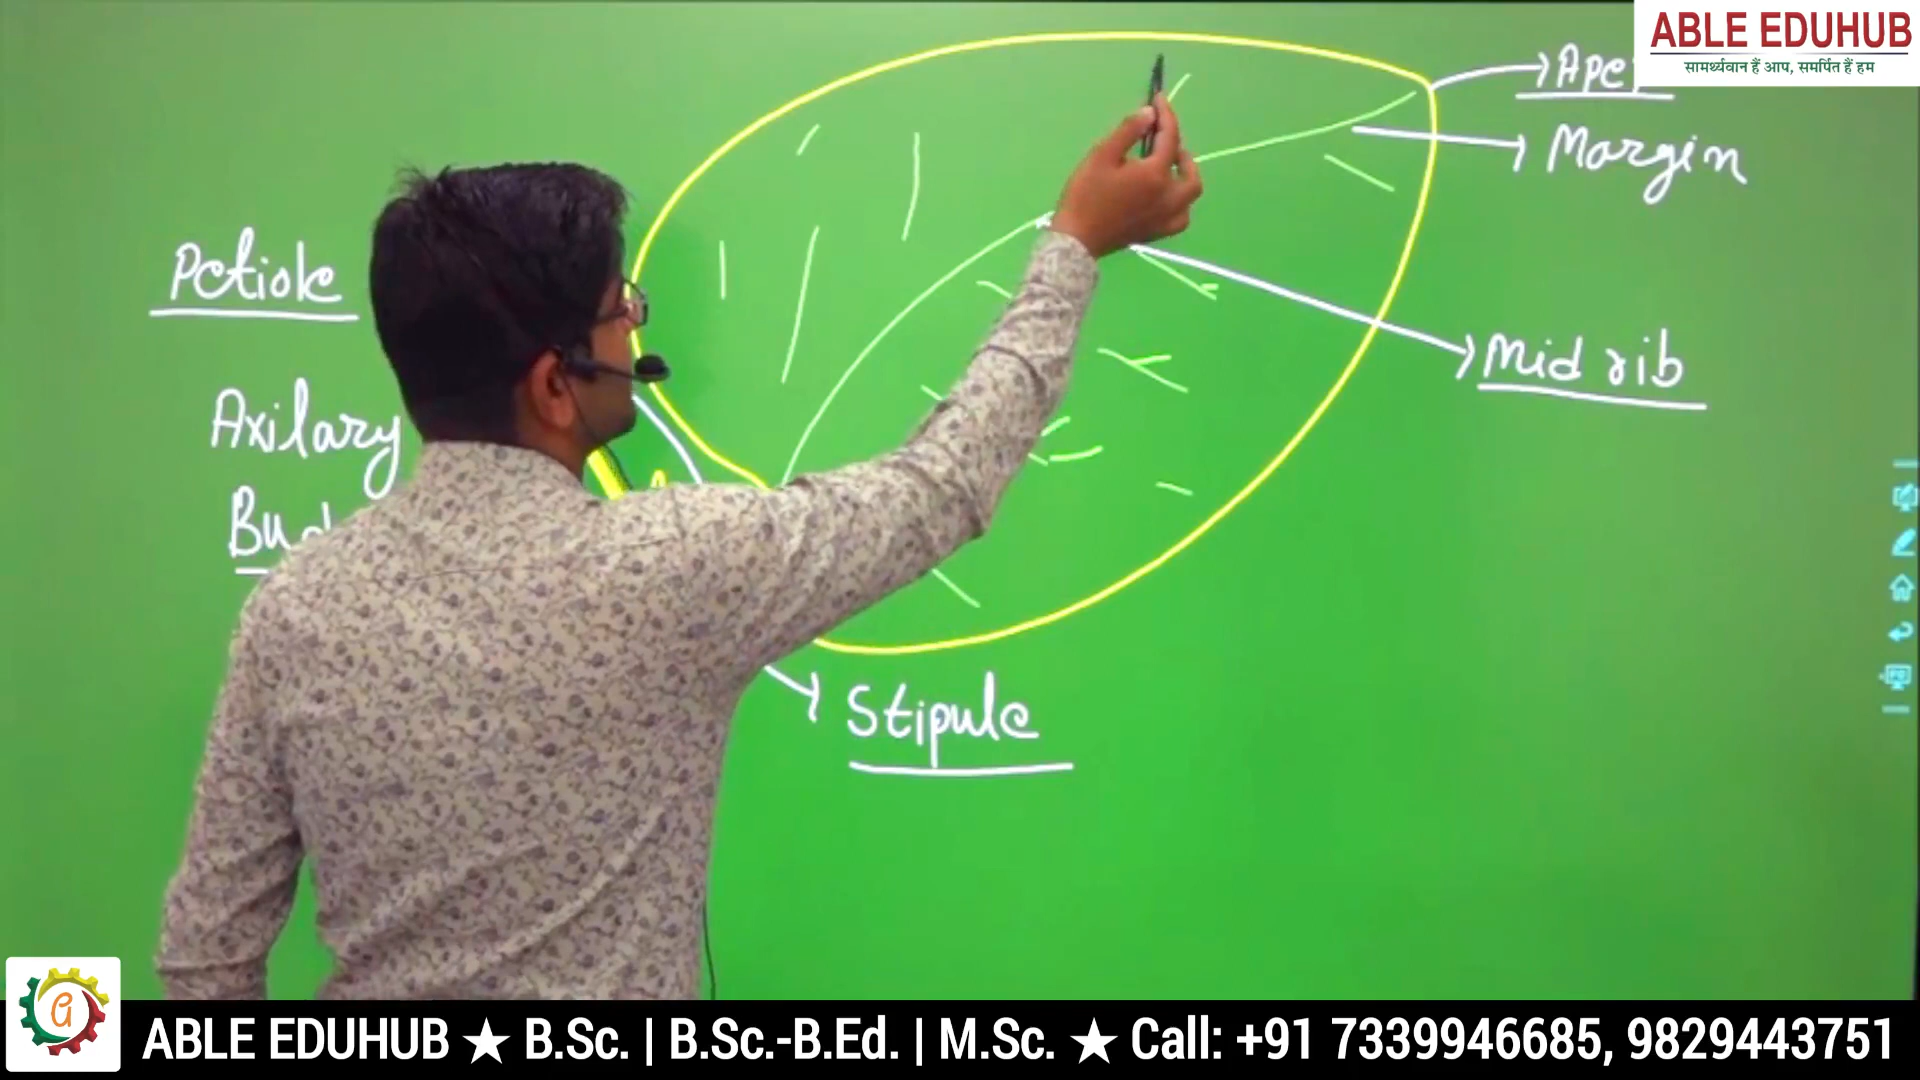 ABLE EDUHUB
सामर्थ्यवान हैं आप, समर्पित हैं हम
Margin
Petiole
Mid rib
Axilary
Stipule
ABLE EDUHUB ★ B.Sc. | B.Sc.-B.Ed. | M.Sc. ★ Call: +91 7339946685, 9829443751